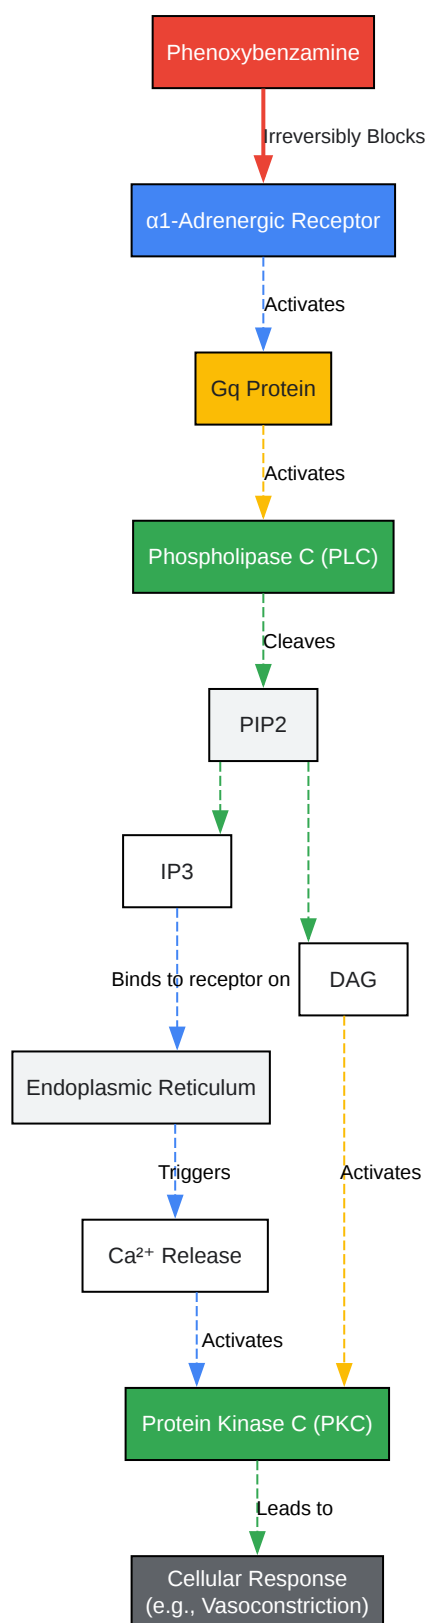 Phenoxybenzamine
Irreversibly Blocks
α1-Adrenergic Receptor
Activates
Gq Protein
Activates
Phospholipase C (PLC)
Cleaves
PIP2
IP3
DAG
Binds to receptor on
Endoplasmic Reticulum
Triggers
Activates
Ca²⁺ Release
Activates
Protein Kinase C (PKC)
Leads to
Cellular Response
(e.g., Vasoconstriction)